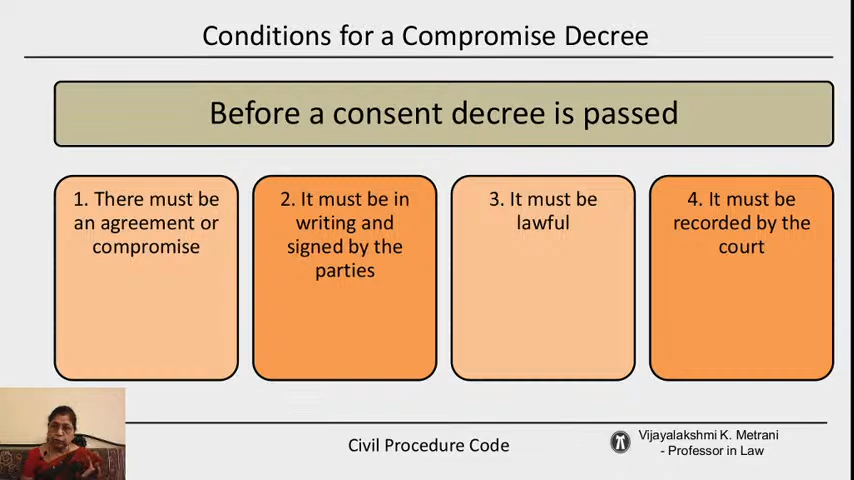 Conditions for a Compromise Decree
Before a consent decree is passed
1. There must be
an agreement or
compromise
2. It must be in
writing and
signed by the
parties
3. It must be
lawful
4. It must be
recorded by the
court
Civil Procedure Code
Vijayalakshmi K. Metrani
- Professor in Law